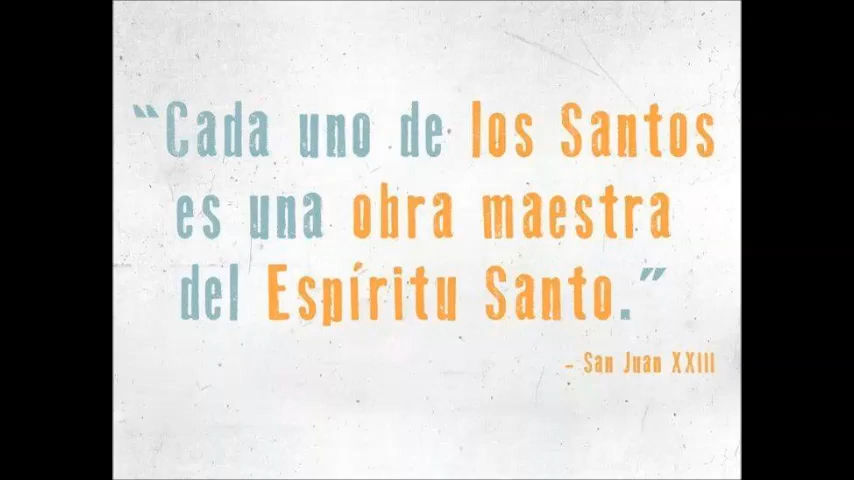 “Cada uno de los Santos
es una obra maestra
del Espíritu Santo.”
- San Juan XXIII